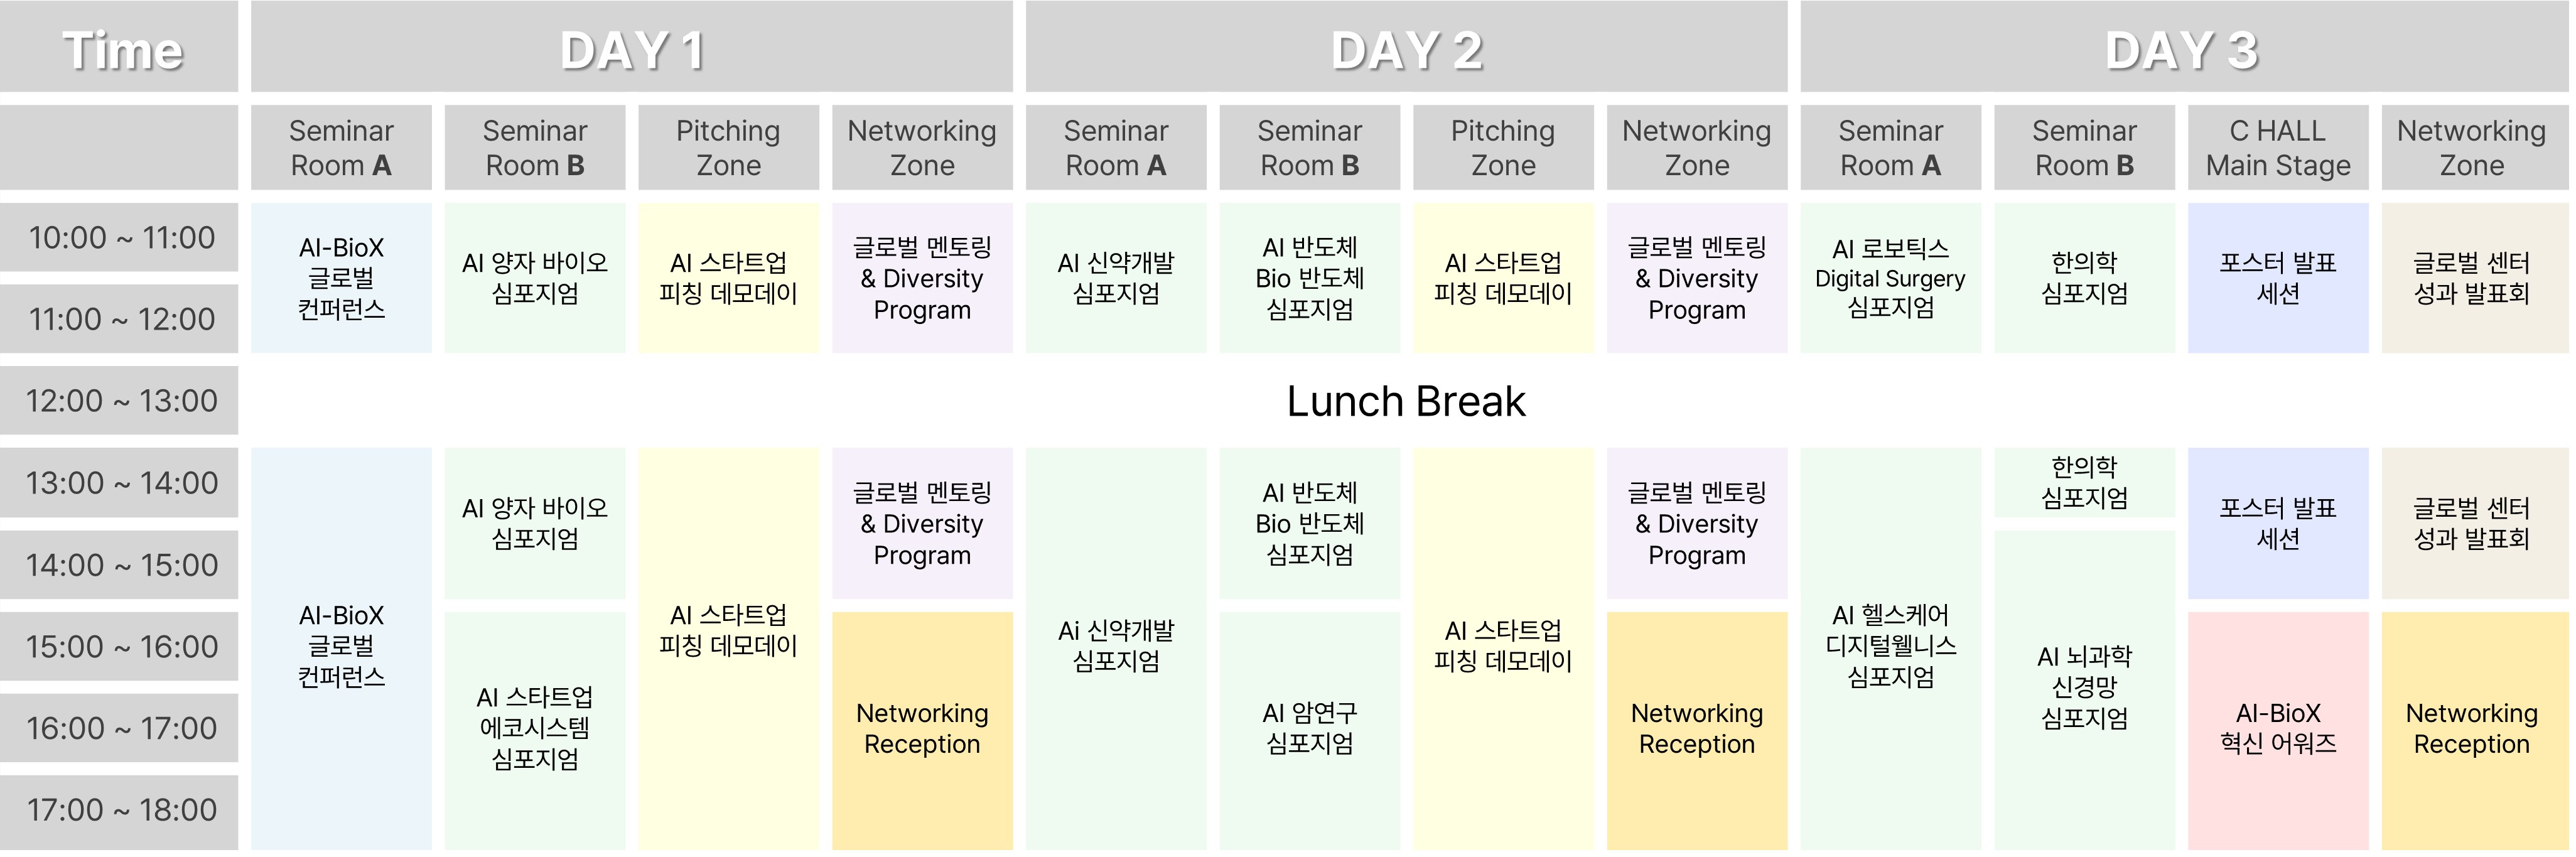 Time
DAY 1
DAY 2
DAY 3
Seminar
Room A
Seminar
Room B
Pitching
Zone
Networking
Zone
Seminar
Room A
Seminar
Room B
Pitching
Zone
Networking
Zone
Seminar
Room A
Seminar
Room B
C HALL
Main Stage
Networking
Zone
10:00 ~ 11:00
11:00 ~ 12:00
AI-BioX
글로벌
컨퍼런스
AI 양자 바이오
심포지엄
AI 스타트업
피칭 데모데이
글로벌 멘토링
& Diversity
Program
AI 신약개발
심포지엄
AI 반도체
Bio 반도체
심포지엄
AI 스타트업
피칭 데모데이
글로벌 멘토링
& Diversity
Program
AI 로보틱스
Digital Surgery
심포지엄
한의학
심포지엄
포스터 발표
세션
글로벌 센터
성과 발표회
12:00 ~ 13:00
Lunch Break
13:00 ~ 14:00
14:00 ~ 15:00
15:00 ~ 16:00
16:00 ~ 17:00
17:00 ~ 18:00
AI-BioX
글로벌
컨퍼런스
AI 양자 바이오
심포지엄
AI 스타트업
에코시스템
심포지엄
AI 스타트업
피칭 데모데이
글로벌 멘토링
& Diversity
Program
Networking
Reception
Ai 신약개발
심포지엄
AI 반도체
Bio 반도체
심포지엄
AI 암연구
심포지엄
AI 스타트업
피칭 데모데이
글로벌 멘토링
& Diversity
Program
Networking
Reception
AI 헬스케어
디지털웰니스
심포지엄
한의학
심포지엄
AI 뇌과학
신경망
심포지엄
포스터 발표
세션
AI-BioX
혁신 어워즈
글로벌 센터
성과 발표회
Networking
Reception